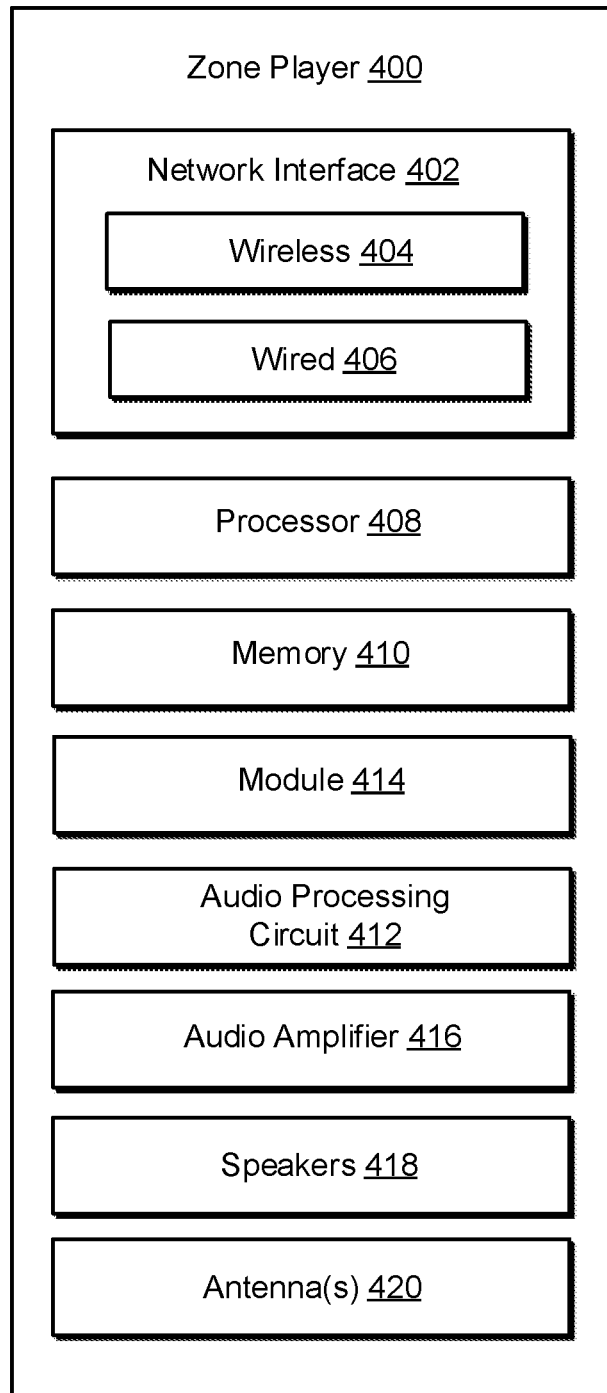 Zone Player 400
Network Interface 402
Wireless 404
Wired 406
Processor 408
Memory 410
Module 414
Audio Processing
Circuit 412
Audio Amplifier 416
Speakers 418
Antenna(s) 420